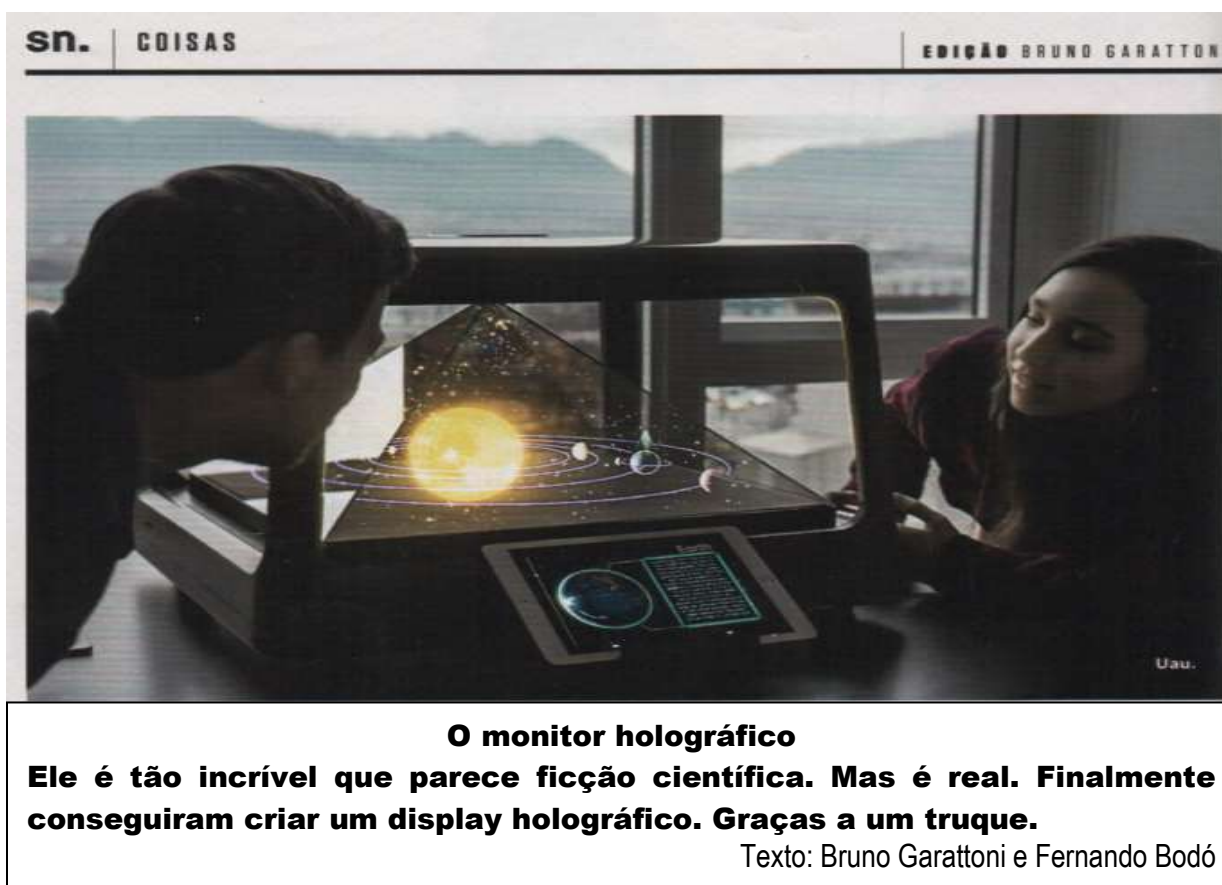 sn. COISAS EDIÇÃO BRUNO GARATTON
Uau.
O monitor holográfico
Ele é tão incrível que parece ficção científica. Mas é real. Finalmente
conseguiram criar um display holográfico. Graças a um truque.
Texto: Bruno Garattoni e Fernando Bodó